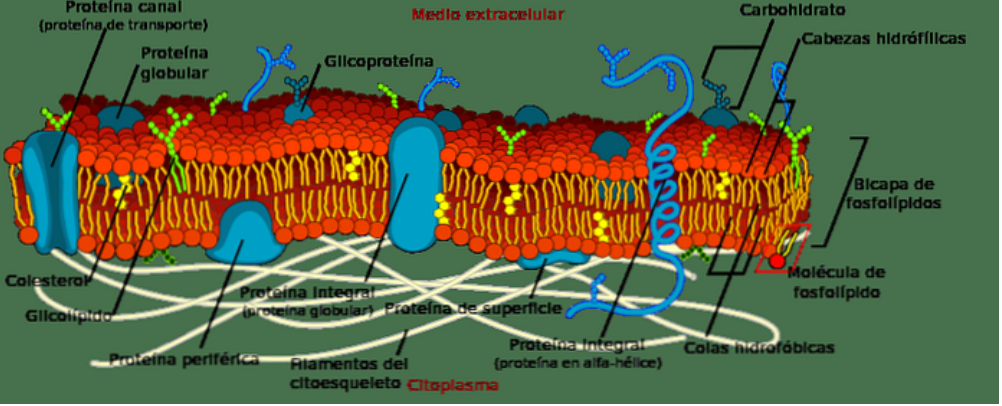 Proteína canal
(proteína de transporte)
Medio extracelular
Carbohidrato
Cabezas hidrófílicas
Proteína
globular
Glicoproteína
Bicapa de
fosfolípidos
Molécula de
fosfolípido
Colesterol
Glicolípido
Proteína integral
(proteína globular)
Proteína de superficie
Proteína periférica
Filamentos del
citoesqueleto
Citoplasma
Proteína integral
(proteína en alfa-hélice)
Colas hidrofóbicas